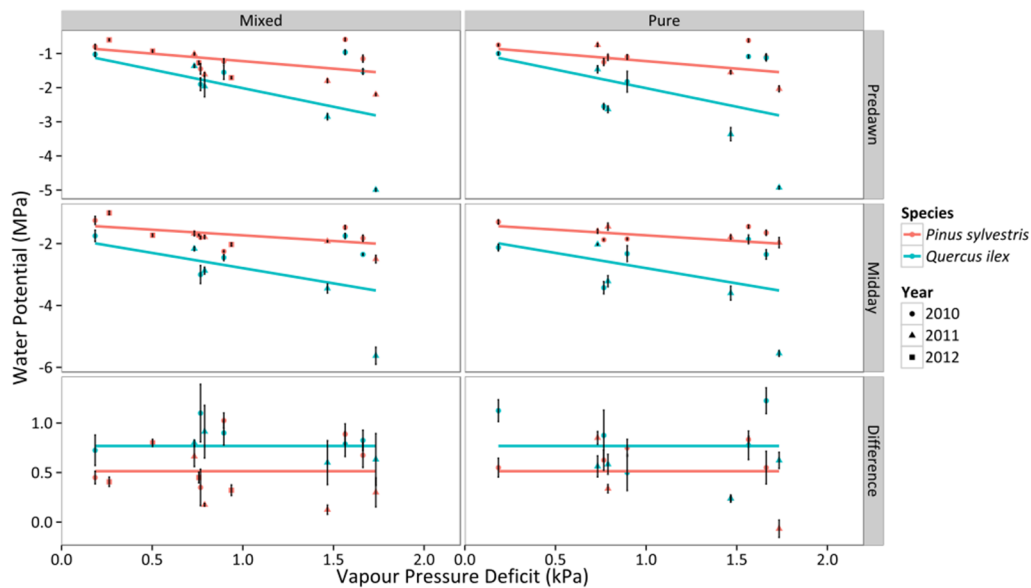 Mixed
Pure
-1
-2
-3
-4
-5
Predawn
-2
-4
-6
Midday
1.0
0.5
0.0
Difference
0.0
0.5
1.0
1.5
2.0
0.0
0.5
1.0
1.5
2.0
Water Potential (MPa)
Vapour Pressure Deficit (kPa)
Species
Pinus sylvestris
Quercus ilex
Year
2010
2011
2012